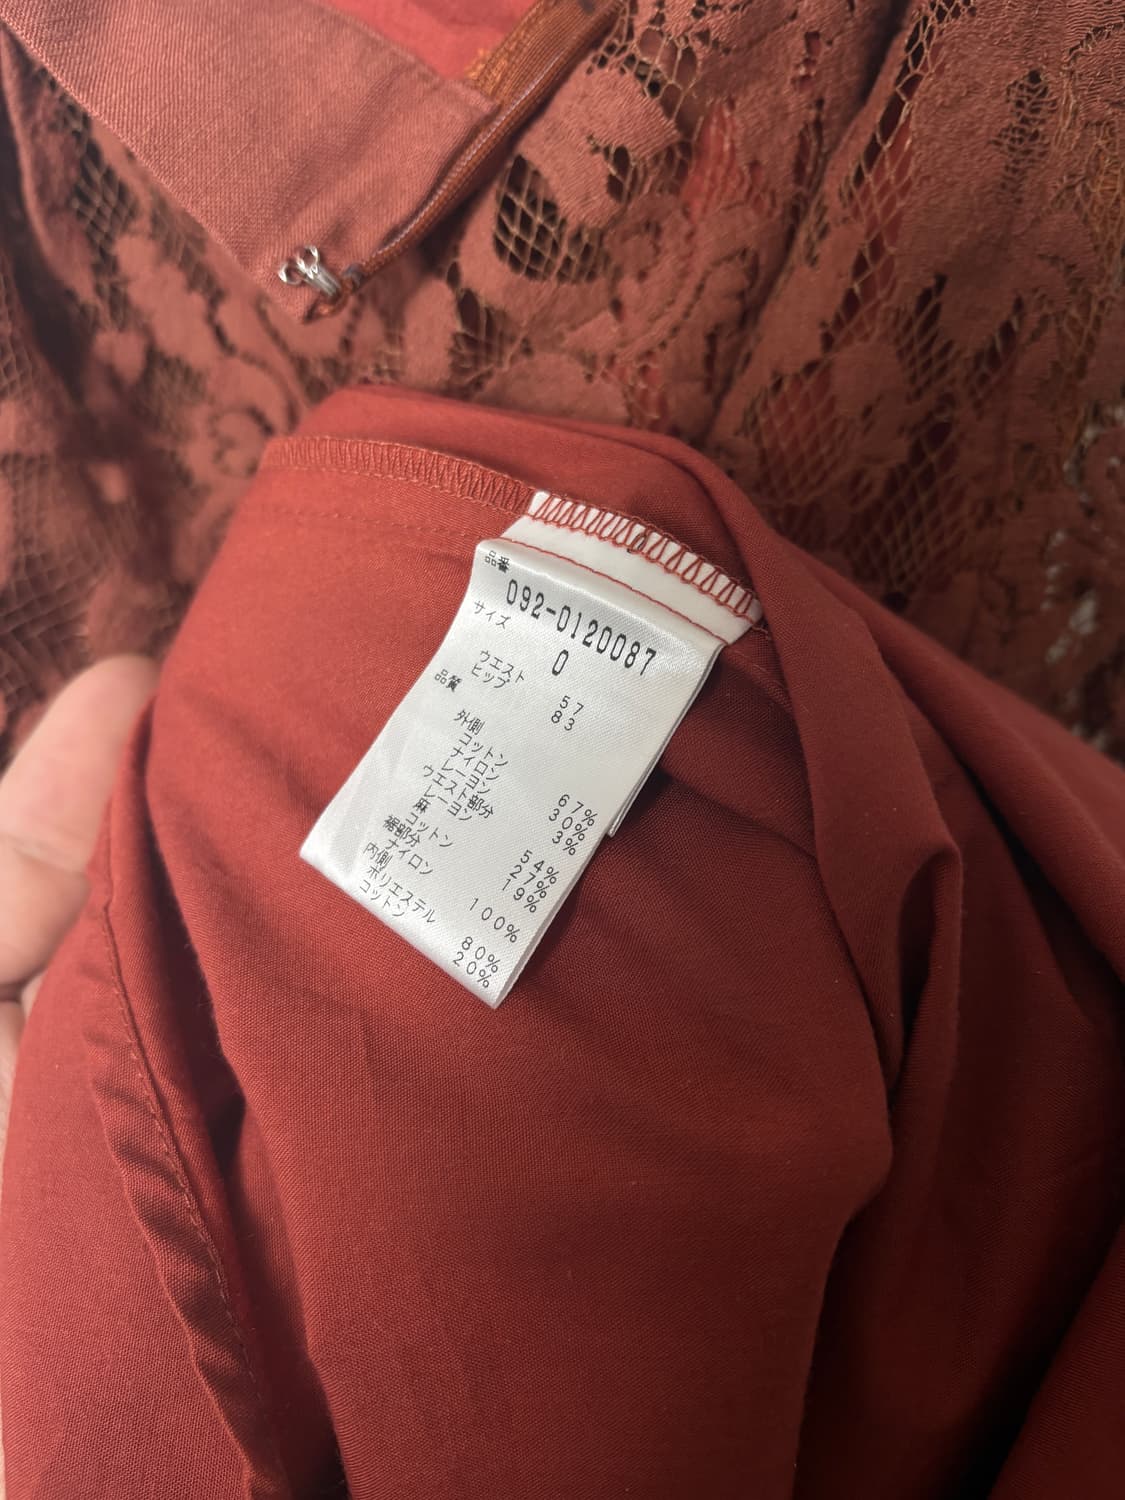 品番
092-0120087
サイズ 0
ウエスト 57
ヒップ 83
品質
外側
コットン 67%
ナイロン 30%
レーヨン 3%
ウエスト部分
レーヨン 54%
麻 27%
コットン 19%
裾部分
ナイロン 100%
内側
ポリエステル 80%
コットン 20%